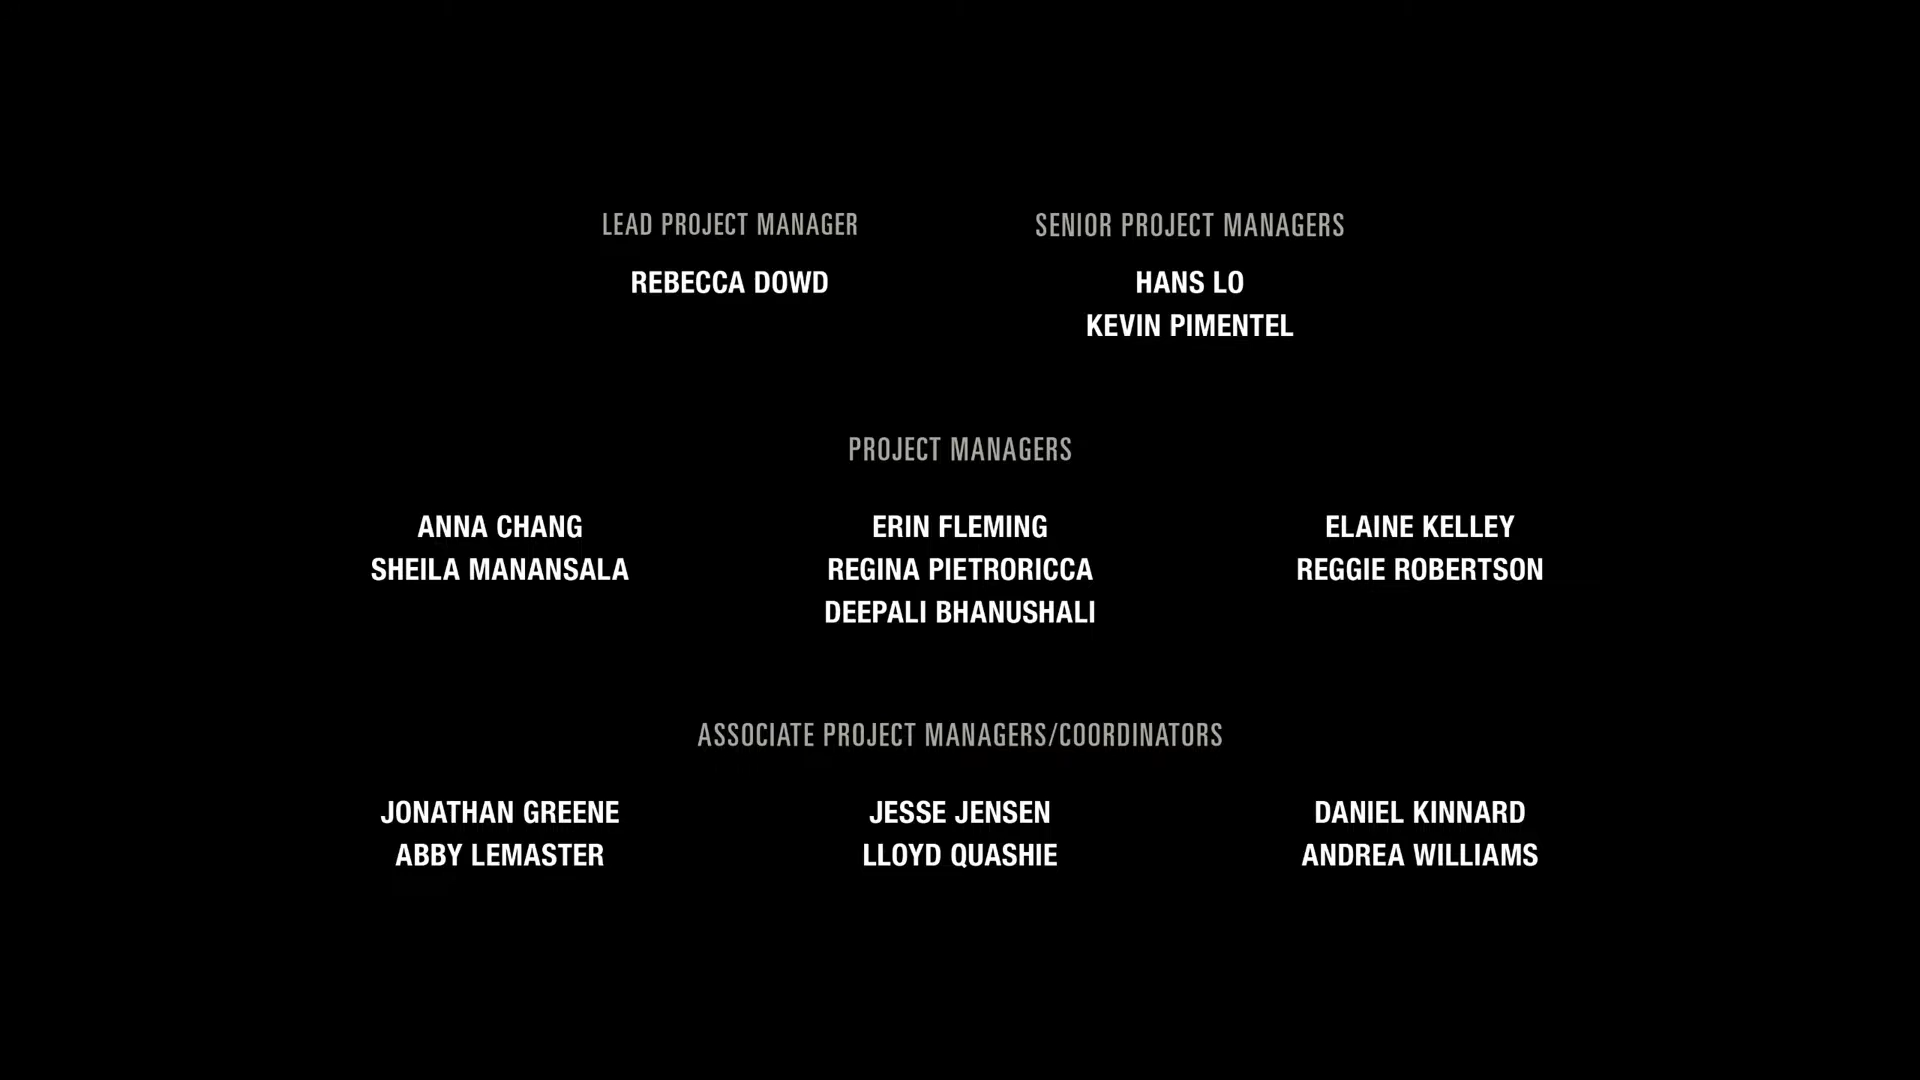 LEAD PROJECT MANAGER
REBECCA DOWD
SENIOR PROJECT MANAGERS
HANS LO
KEVIN PIMENTEL
PROJECT MANAGERS
ANNA CHANG
SHEILA MANANSALA
ERIN FLEMING
REGINA PIETRORICCA
DEEPALI BHANUSHALI
ELAINE KELLEY
REGGIE ROBERTSON
ASSOCIATE PROJECT MANAGERS/COORDINATORS
JONATHAN GREENE
ABBY LEMASTER
JESSE JENSEN
LLOYD QUASHIE
DANIEL KINNARD
ANDREA WILLIAMS